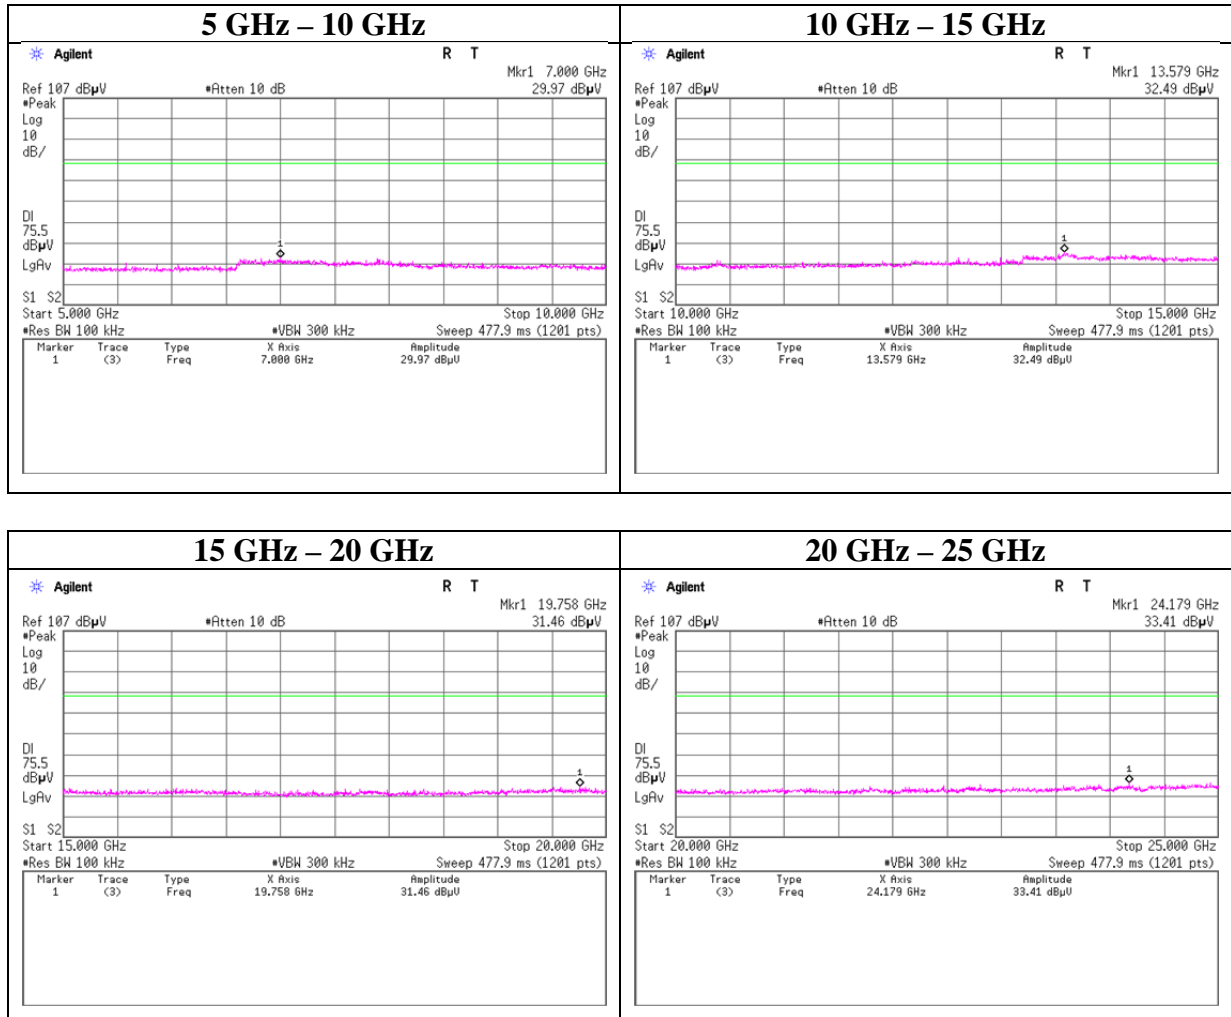 5 GHz – 10 GHz
Agilent R T
Mkr1 7.000 GHz
Ref 107 dBµV #Atten 10 dB 29.97 dBµV
#Peak
Log
10
dB/
DI
75.5
dBµV
LgAv
1
S1 S2
Start 5.000 GHz Stop 10.000 GHz
#Res BW 100 kHz #VBW 300 kHz Sweep 477.9 ms (1201 pts)
Marker Trace Type X Axis Amplitude
1 (3) Freq 7.000 GHz 29.97 dBµV
10 GHz – 15 GHz
Agilent R T
Mkr1 13.579 GHz
Ref 107 dBµV #Atten 10 dB 32.49 dBµV
#Peak
Log
10
dB/
DI
75.5
dBµV
LgAv
1
S1 S2
Start 10.000 GHz Stop 15.000 GHz
#Res BW 100 kHz #VBW 300 kHz Sweep 477.9 ms (1201 pts)
Marker Trace Type X Axis Amplitude
1 (3) Freq 13.579 GHz 32.49 dBµV
15 GHz – 20 GHz
Agilent R T
Mkr1 19.758 GHz
Ref 107 dBµV #Atten 10 dB 31.46 dBµV
#Peak
Log
10
dB/
DI
75.5
dBµV
LgAv
1
S1 S2
Start 15.000 GHz Stop 20.000 GHz
#Res BW 100 kHz #VBW 300 kHz Sweep 477.9 ms (1201 pts)
Marker Trace Type X Axis Amplitude
1 (3) Freq 19.758 GHz 31.46 dBµV
20 GHz – 25 GHz
Agilent R T
Mkr1 24.179 GHz
Ref 107 dBµV #Atten 10 dB 33.41 dBµV
#Peak
Log
10
dB/
DI
75.5
dBµV
LgAv
1
S1 S2
Start 20.000 GHz Stop 25.000 GHz
#Res BW 100 kHz #VBW 300 kHz Sweep 477.9 ms (1201 pts)
Marker Trace Type X Axis Amplitude
1 (3) Freq 24.179 GHz 33.41 dBµV